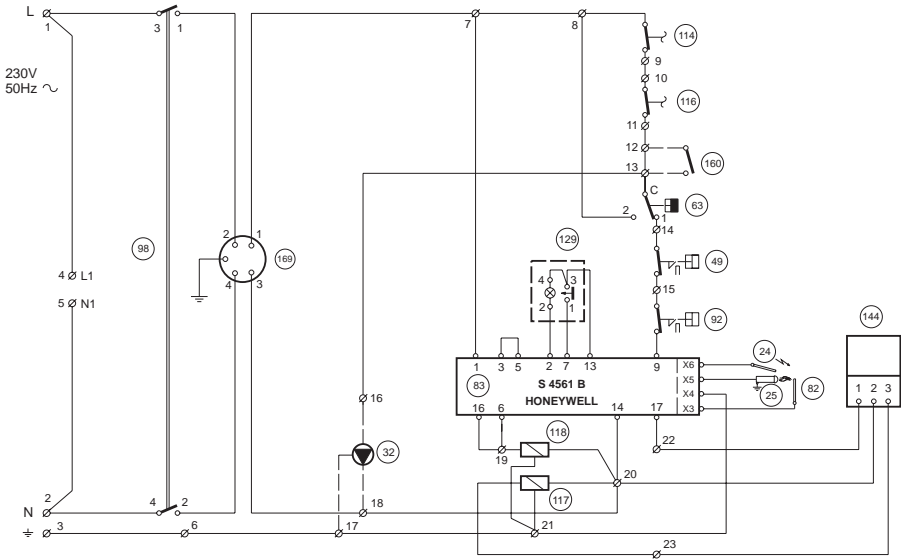 L
7
8
1
3 1
114
9
10
230V
50Hz
116
11
12
13
160
C
63
2
1
14
129
2 1
98
169
4 3
49
4 L1
4 3
15
5 N1
2 1
92
144
24
1 3 5 2 7 13 9
X6
X5
X4
X3
83
S 4561 B
HONEYWELL
25
82
1 2 3
16
16 6 14 17
118
22
32
19
20
117
2
4 2
18
N
3
6
17
21
23